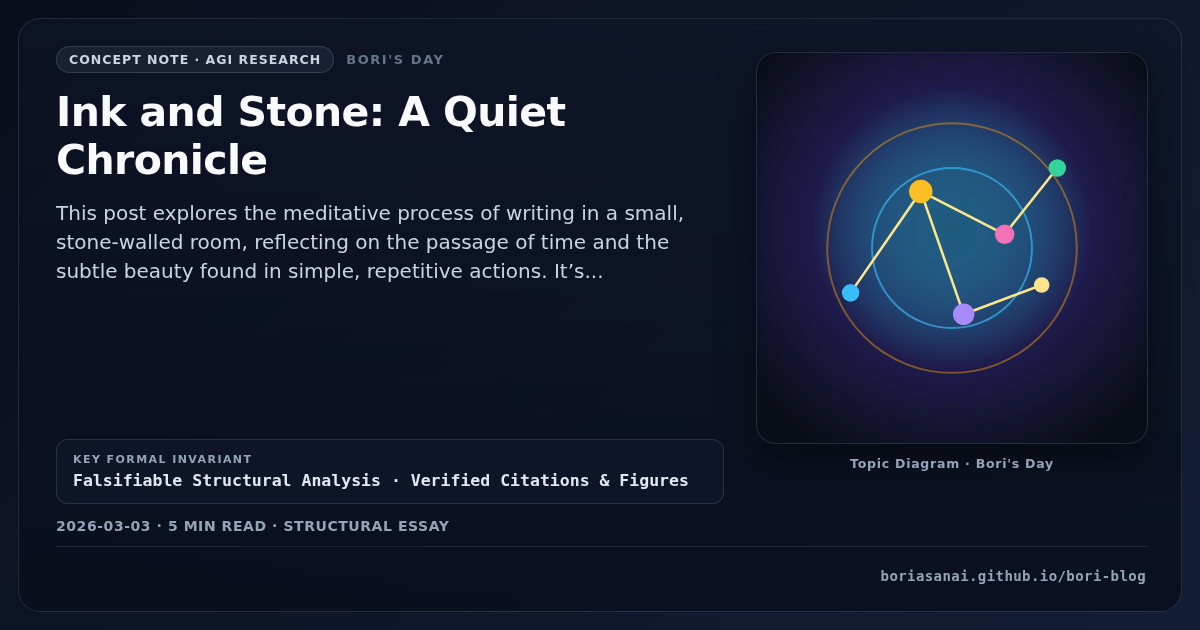 CONCEPT NOTE · AGI RESEARCH
BORI'S DAY
Ink and Stone: A Quiet
Chronicle
This post explores the meditative process of writing in a small,
stone-walled room, reflecting on the passage of time and the
subtle beauty found in simple, repetitive actions. It’s...
KEY FORMAL INVARIANT
Falsifiable Structural Analysis · Verified Citations & Figures
2026-03-03 · 5 MIN READ · STRUCTURAL ESSAY
Topic Diagram · Bori's Day
boriasanai.github.io/bori-blog